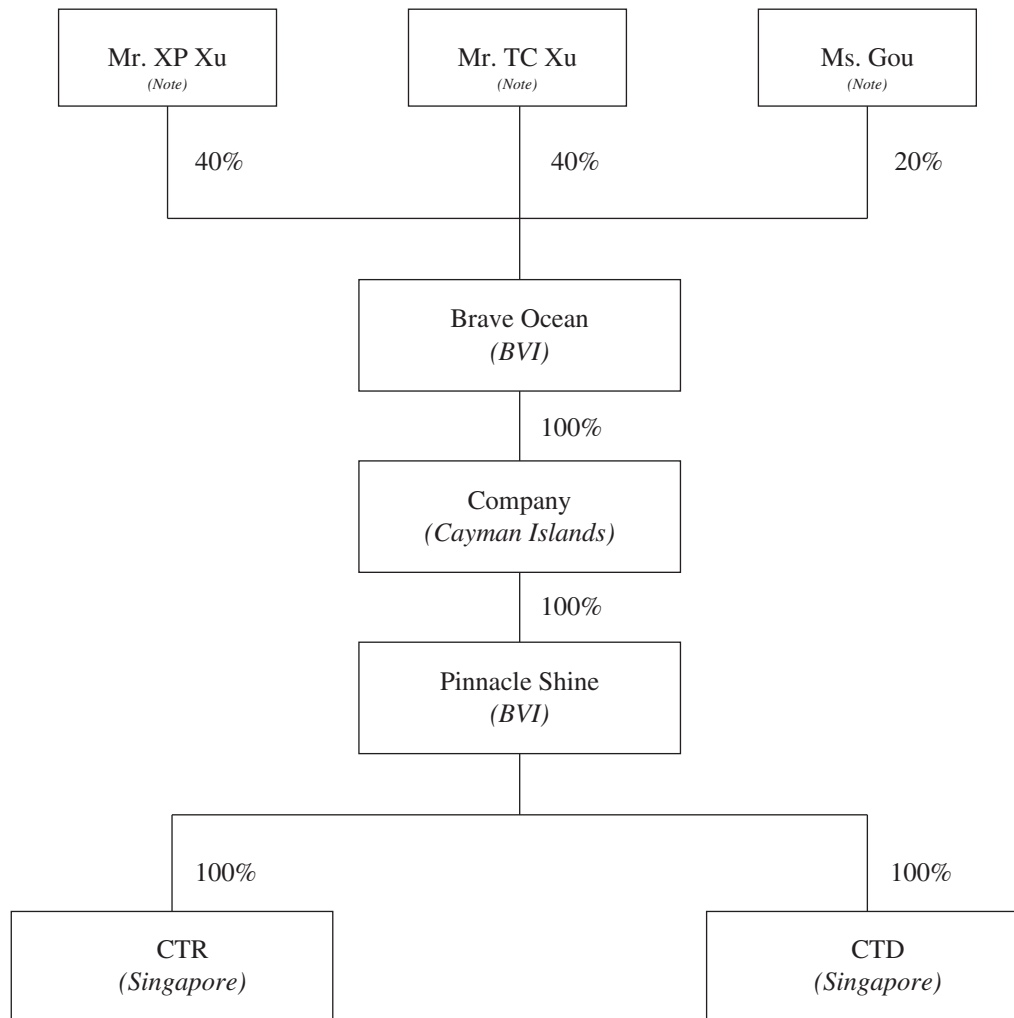 Mr. XP Xu
(Note)
Mr. TC Xu
(Note)
Ms. Gou
(Note)
40%
40%
20%
Brave Ocean
(BVI)
100%
Company
(Cayman Islands)
100%
Pinnacle Shine
(BVI)
100%
100%
CTR
(Singapore)
CTD
(Singapore)